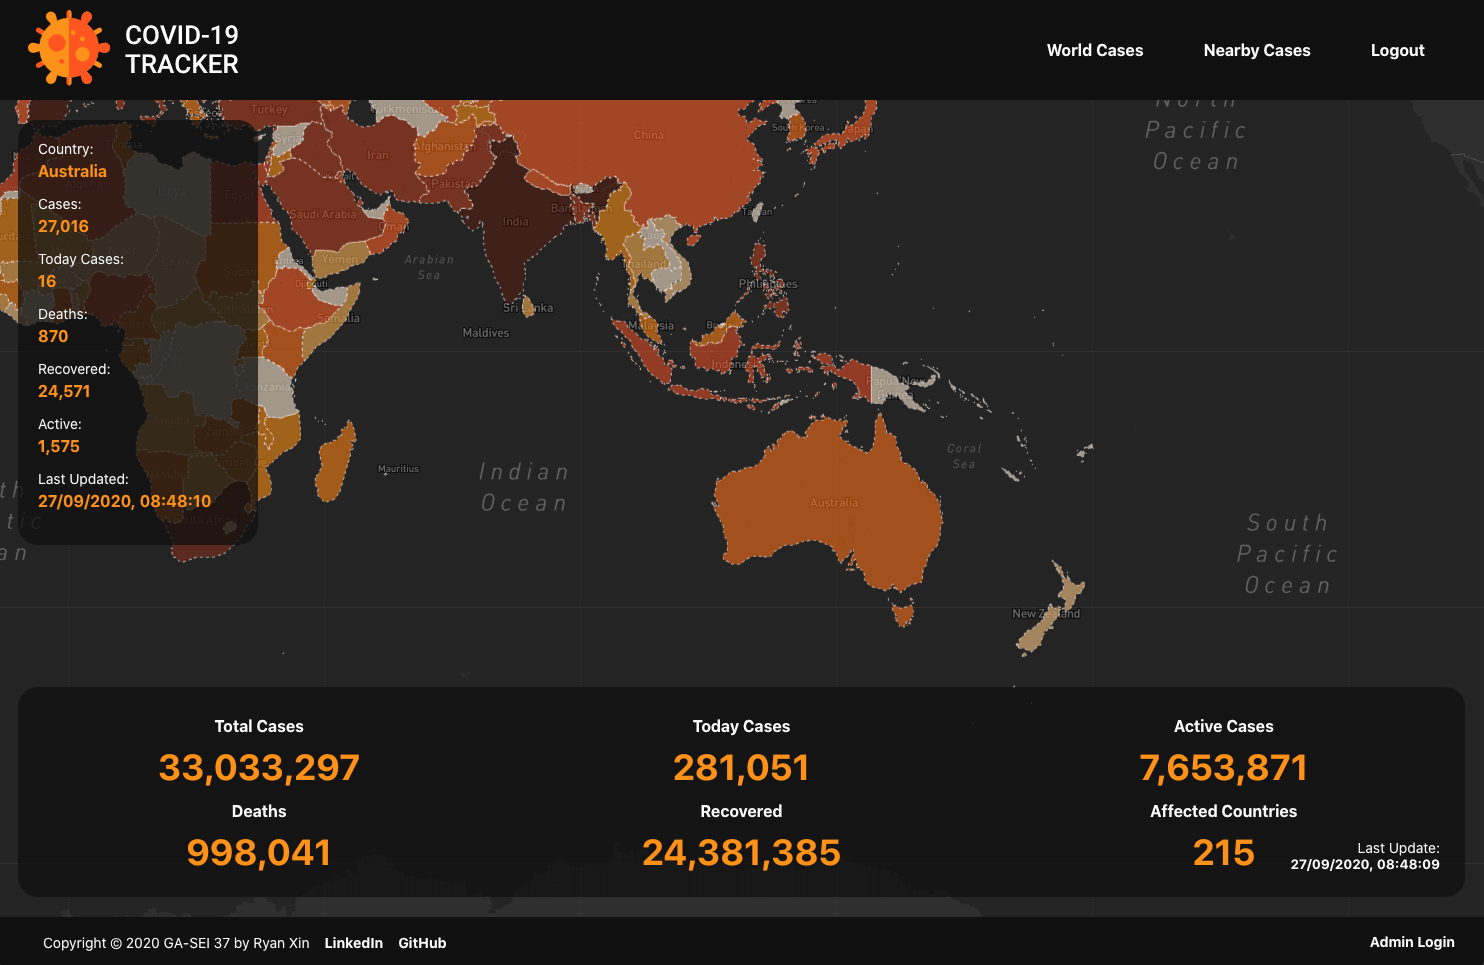 COVID-19
TRACKER
World Cases
Nearby Cases
Logout
Country:
Australia
Cases:
27,016
Today Cases:
16
Deaths:
870
Recovered:
24,571
Active:
1,575
Last Updated:
27/09/2020, 08:48:10
Turkey
Turkmenistan
Syria
Iran
Afghanistan
Kuwait
Pakistan
Saudi Arabia
Oman
Yemen
Eritrea
Djibouti
Somalia
China
South Korea
Japan
India
Taiwan
Thailand
Philippines
Sri Lanka
Maldives
Malaysia
Indonesia
Papua New
Guinea
Arabian
Sea
North
Pacific
Ocean
Mauritius
Indian
Ocean
Coral
Sea
Australia
New Zealand
South
Pacific
Ocean
Total Cases
33,033,297
Today Cases
281,051
Active Cases
7,653,871
Deaths
998,041
Recovered
24,381,385
Affected Countries
215
Last Update:
27/09/2020, 08:48:09
Copyright © 2020 GA-SEI 37 by Ryan Xin
LinkedIn
GitHub
Admin Login